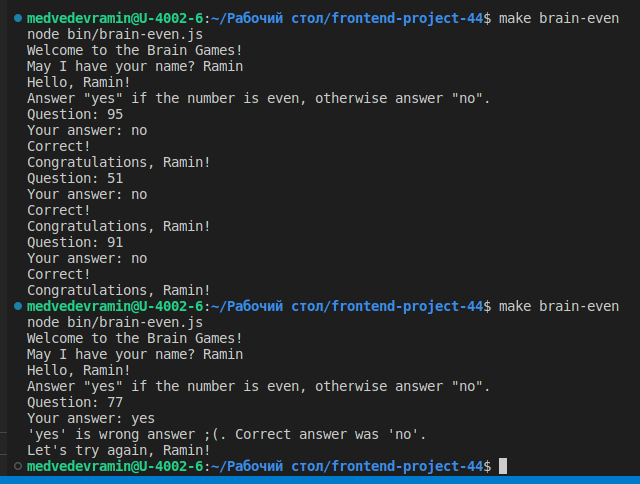 medvedevramin@U-4002-6:~/Рабочий стол/frontend-project-44$ make brain-even
node bin/brain-even.js
Welcome to the Brain Games!
May I have your name? Ramin
Hello, Ramin!
Answer "yes" if the number is even, otherwise answer "no".
Question: 95
Your answer: no
Correct!
Congratulations, Ramin!
Question: 51
Your answer: no
Correct!
Congratulations, Ramin!
Question: 91
Your answer: no
Correct!
Congratulations, Ramin!
medvedevramin@U-4002-6:~/Рабочий стол/frontend-project-44$ make brain-even
node bin/brain-even.js
Welcome to the Brain Games!
May I have your name? Ramin
Hello, Ramin!
Answer "yes" if the number is even, otherwise answer "no".
Question: 77
Your answer: yes
'yes' is wrong answer ;(. Correct answer was 'no'.
Let's try again, Ramin!
medvedevramin@U-4002-6:~/Рабочий стол/frontend-project-44$